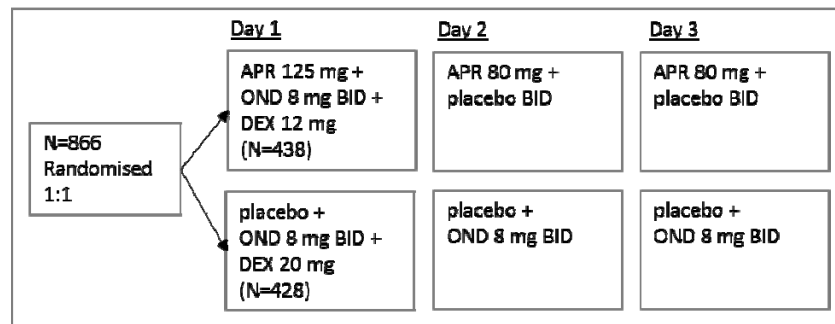 Day 1
Day 2
Day 3
N=866
Randomised
1:1
APR 125 mg +
OND 8 mg BID +
DEX 12 mg
(N=438)
APR 80 mg +
placebo BID
APR 80 mg +
placebo BID
placebo +
OND 8 mg BID +
DEX 20 mg
(N=428)
placebo +
OND 8 mg BID
placebo +
OND 8 mg BID